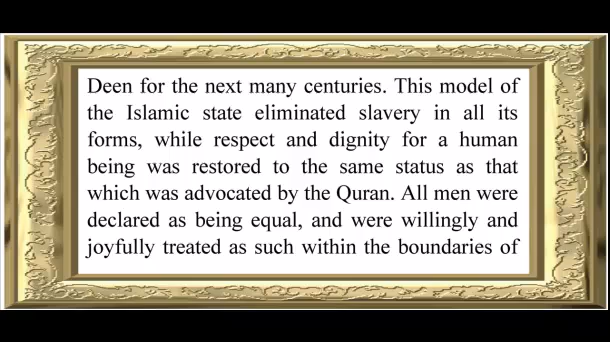 Deen for the next many centuries. This model of
the Islamic state eliminated slavery in all its
forms, while respect and dignity for a human
being was restored to the same status as that
which was advocated by the Quran. All men were
declared as being equal, and were willingly and
joyfully treated as such within the boundaries of